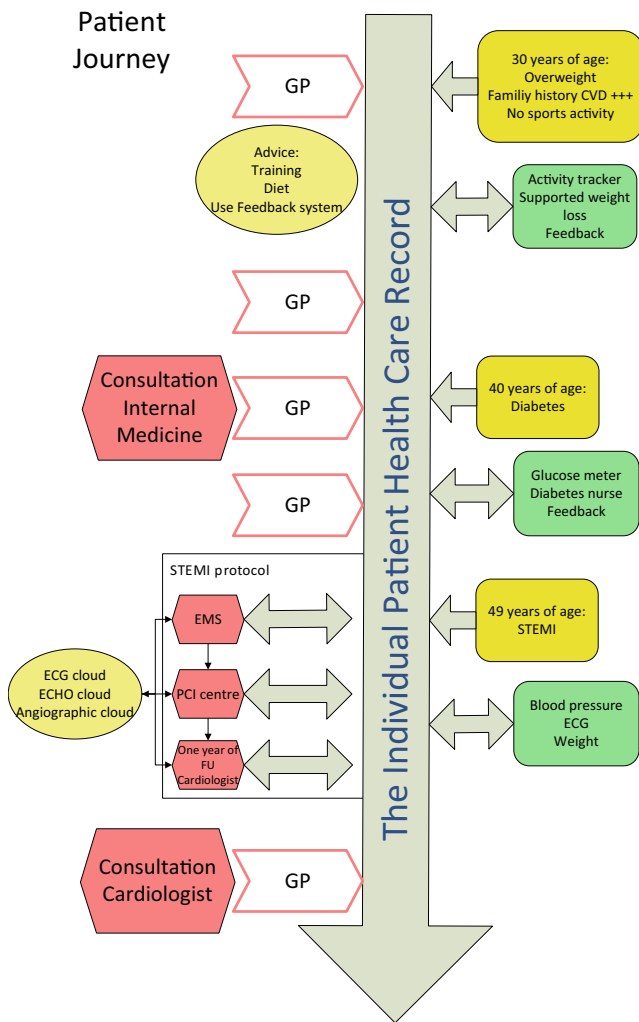 Patient
Journey
GP
30 years of age:
Overweight
Familiy history CVD +++
No sports activity
Advice:
Training
Diet
Use Feedback system
Activity tracker
Supported weight
loss
Feedback
The Individual Patient Health Care Record
GP
Consultation
Internal
Medicine
GP
40 years of age:
Diabetes
GP
Glucose meter
Diabetes nurse
Feedback
STEMI protocol
EMS
49 years of age:
STEMI
ECG cloud
ECHO cloud
Angiographic cloud
PCI centre
Blood pressure
ECG
Weight
One year of
FU
Cardiologist
Consultation
Cardiologist
GP